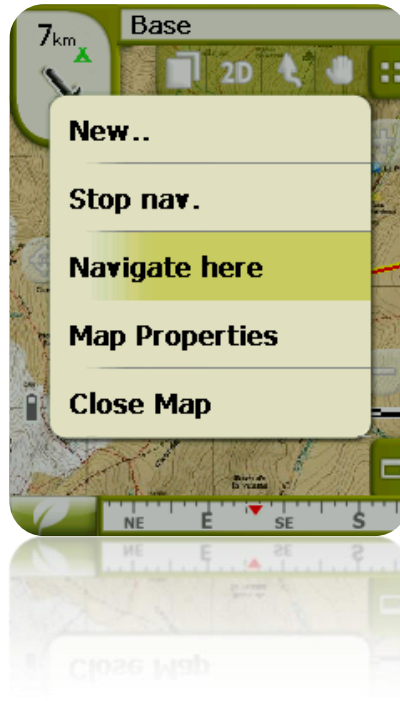 7km
Base
2D
New..
Stop nav.
Navigate here
Map Properties
Close Map
NE E SE S